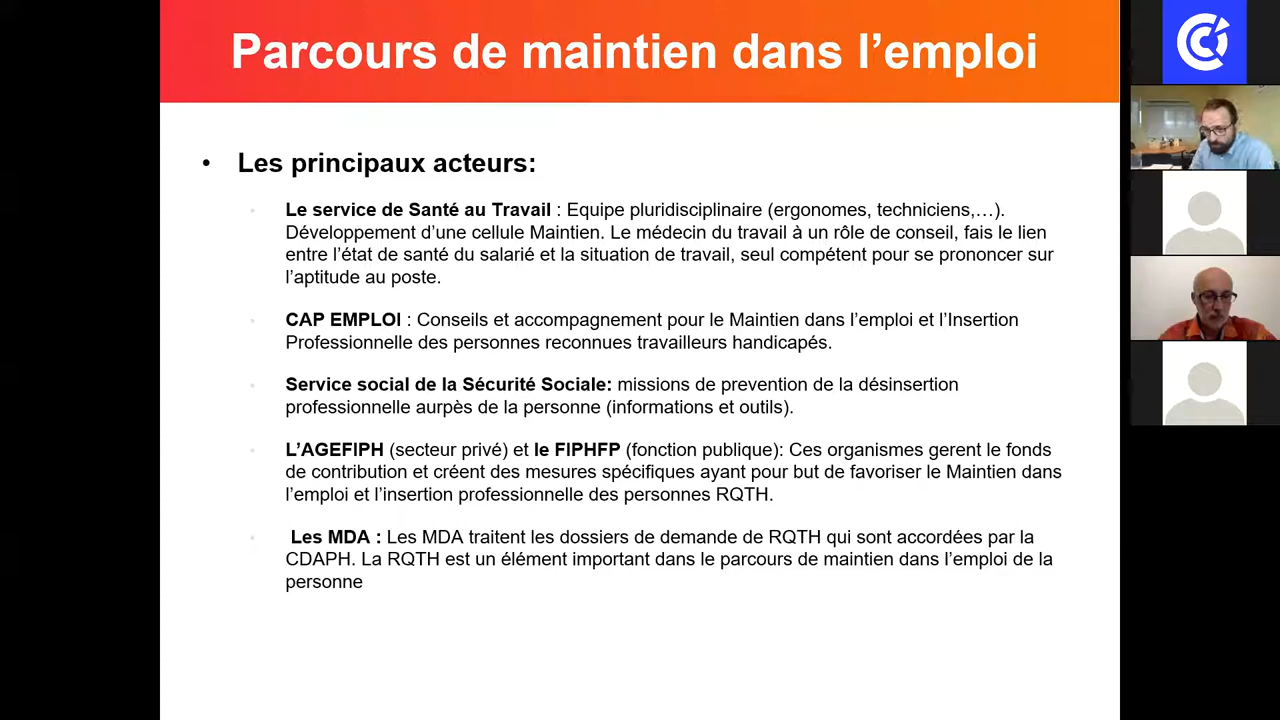 Parcours de maintien dans l’emploi
• Les principaux acteurs:
Le service de Santé au Travail : Equipe pluridisciplinaire (ergonomes, techniciens,…).
Développement d’une cellule Maintien. Le médecin du travail à un rôle de conseil, fais le lien
entre l’état de santé du salarié et la situation de travail, seul compétent pour se prononcer sur
l’aptitude au poste.
CAP EMPLOI : Conseils et accompagnement pour le Maintien dans l’emploi et l’Insertion
Professionnelle des personnes reconnues travailleurs handicapés.
Service social de la Sécurité Sociale: missions de prevention de la désinsertion
professionnelle aurpès de la personne (informations et outils).
L’AGEFIPH (secteur privé) et le FIPHFP (fonction publique): Ces organismes gerent le fonds
de contribution et créent des mesures spécifiques ayant pour but de favoriser le Maintien dans
l’emploi et l’insertion professionnelle des personnes RQTH.
Les MDA : Les MDA traitent les dossiers de demande de RQTH qui sont accordées par la
CDAPH. La RQTH est un élément important dans le parcours de maintien dans l’emploi de la
personne